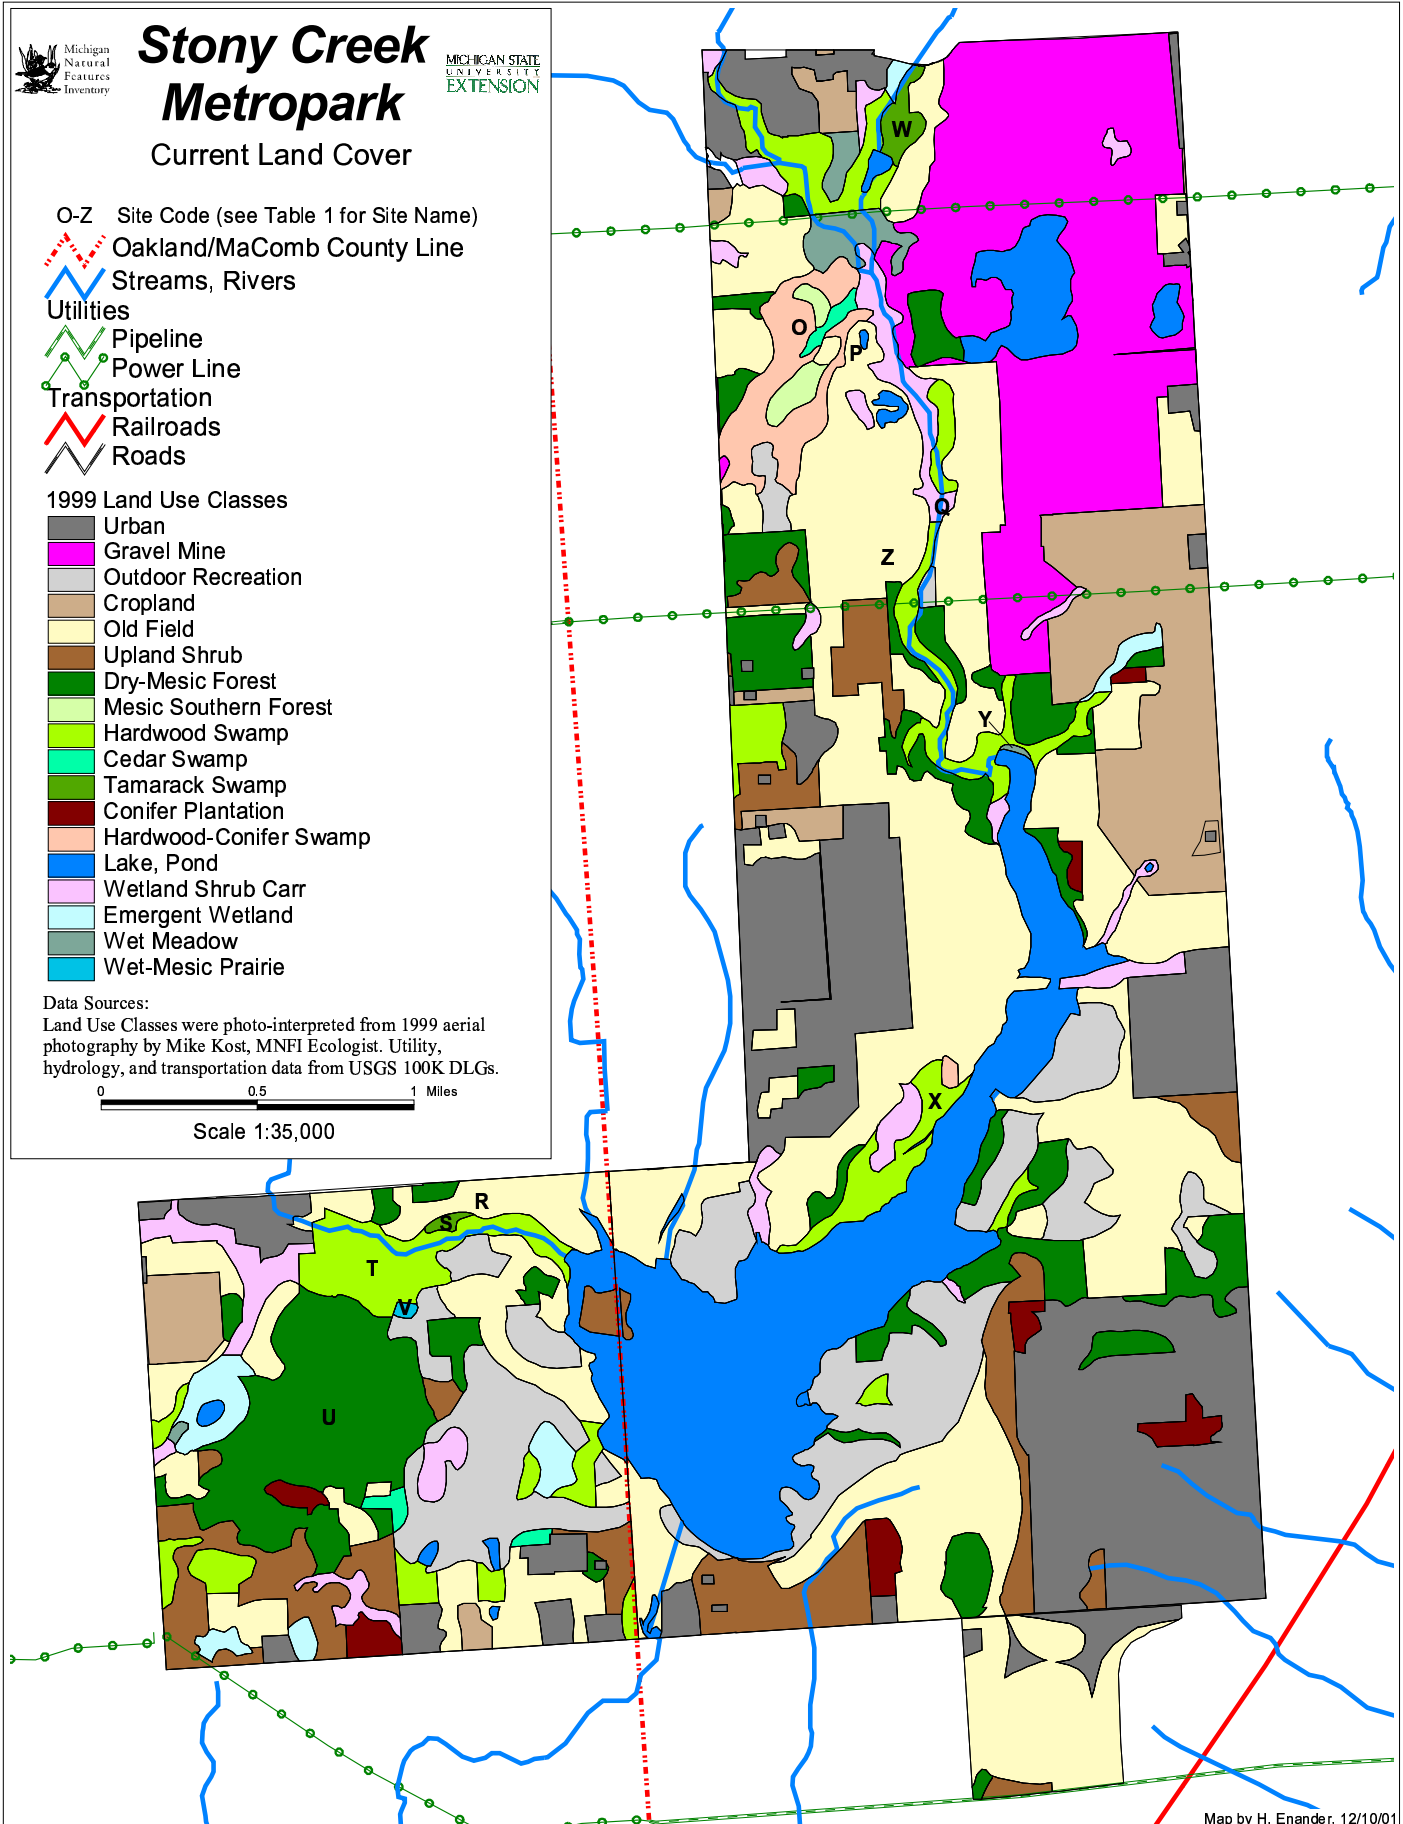 Michigan
Natural
Features
Inventory
Stony Creek
Metropark
MICHIGAN STATE
UNIVERSITY
EXTENSION
Current Land Cover
O-Z Site Code (see Table 1 for Site Name)
Oakland/MaComb County Line
Streams, Rivers
Utilities
Pipeline
Power Line
Transportation
Railroads
Roads
1999 Land Use Classes
Urban
Gravel Mine
Outdoor Recreation
Cropland
Old Field
Upland Shrub
Dry-Mesic Forest
Mesic Southern Forest
Hardwood Swamp
Cedar Swamp
Tamarack Swamp
Conifer Plantation
Hardwood-Conifer Swamp
Lake, Pond
Wetland Shrub Carr
Emergent Wetland
Wet Meadow
Wet-Mesic Prairie
Data Sources:
Land Use Classes were photo-interpreted from 1999 aerial
photography by Mike Kost, MNFI Ecologist. Utility,
hydrology, and transportation data from USGS 100K DLGs.
0 0.5 1 Miles
Scale 1:35,000
W
O
P
Q
Z
Y
X
R
S
T
V
U
Map by H. Enander, 12/10/01